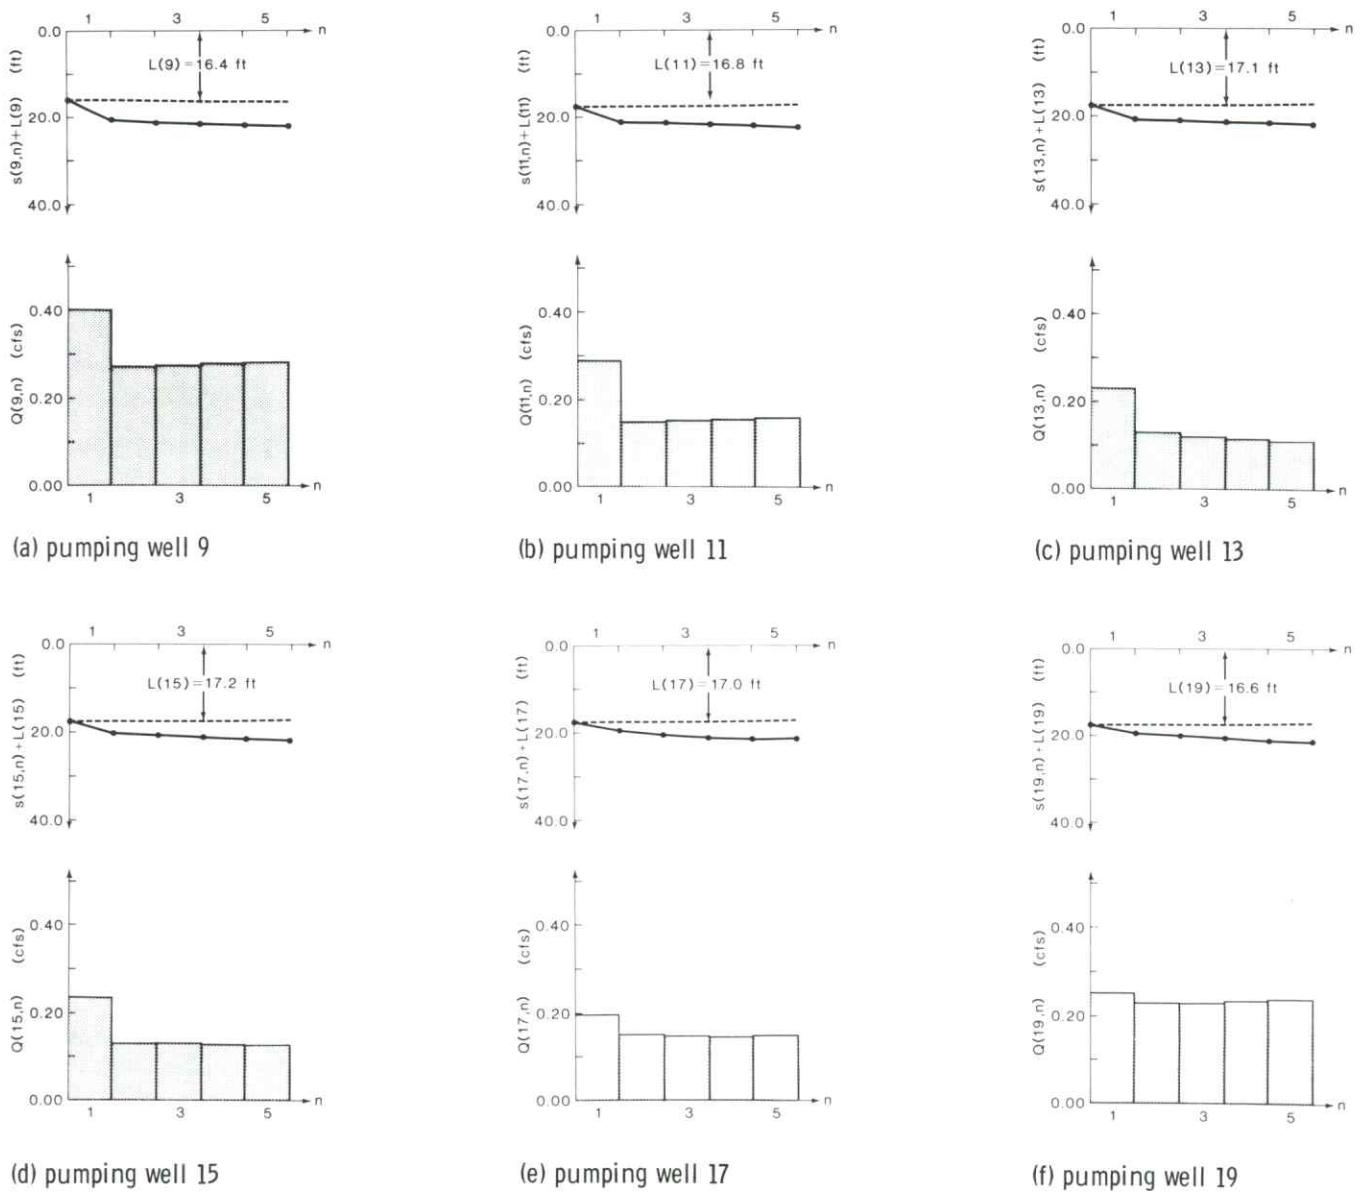 1 3 5
0.0 n
L(9)=16.4 ft
20.0
40.0
s(9,n)+L(9) (ft)
0.40
0.20
0.00
Q(9,n) (cfs)
1 3 5 n
(a) pumping well 9
1 3 5
0.0 n
L(11)=16.8 ft
20.0
40.0
s(11,n)+L(11) (ft)
0.40
0.20
0.00
Q(11,n) (cfs)
1 3 5 n
(b) pumping well 11
1 3 5
0.0 n
L(13)=17.1 ft
20.0
40.0
s(13,n)+L(13) (ft)
0.40
0.20
0.00
Q(13,n) (cfs)
1 3 5 n
(c) pumping well 13
1 3 5
0.0 n
L(15)=17.2 ft
20.0
40.0
s(15,n)+L(15) (ft)
0.40
0.20
0.00
Q(15,n) (cfs)
1 3 5 n
(d) pumping well 15
1 3 5
0.0 n
L(17)=17.0 ft
20.0
40.0
s(17,n)+L(17) (ft)
0.40
0.20
0.00
Q(17,n) (cfs)
1 3 5 n
(e) pumping well 17
1 3 5
0.0 n
L(19)=16.6 ft
20.0
40.0
s(19,n)+L(19) (ft)
0.40
0.20
0.00
Q(19,n) (cfs)
1 3 5 n
(f) pumping well 19